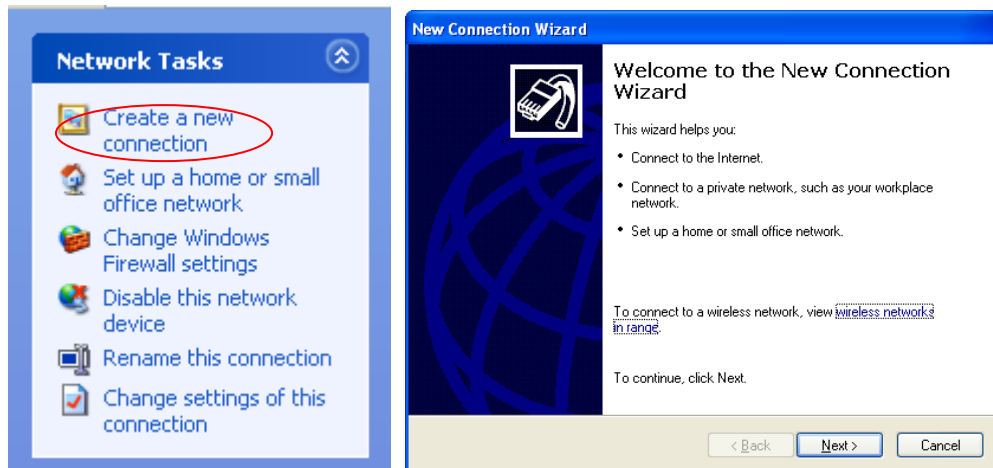 Network Tasks
Create a new
connection
Set up a home or small
office network
Change Windows
Firewall settings
Disable this network
device
Rename this connection
Change settings of this
connection
New Connection Wizard
Welcome to the New Connection
Wizard
This wizard helps you:
• Connect to the Internet.
• Connect to a private network, such as your workplace
network.
• Set up a home or small office network.
To connect to a wireless network, view wireless networks
in range.
To continue, click Next.
< Back
Next >
Cancel